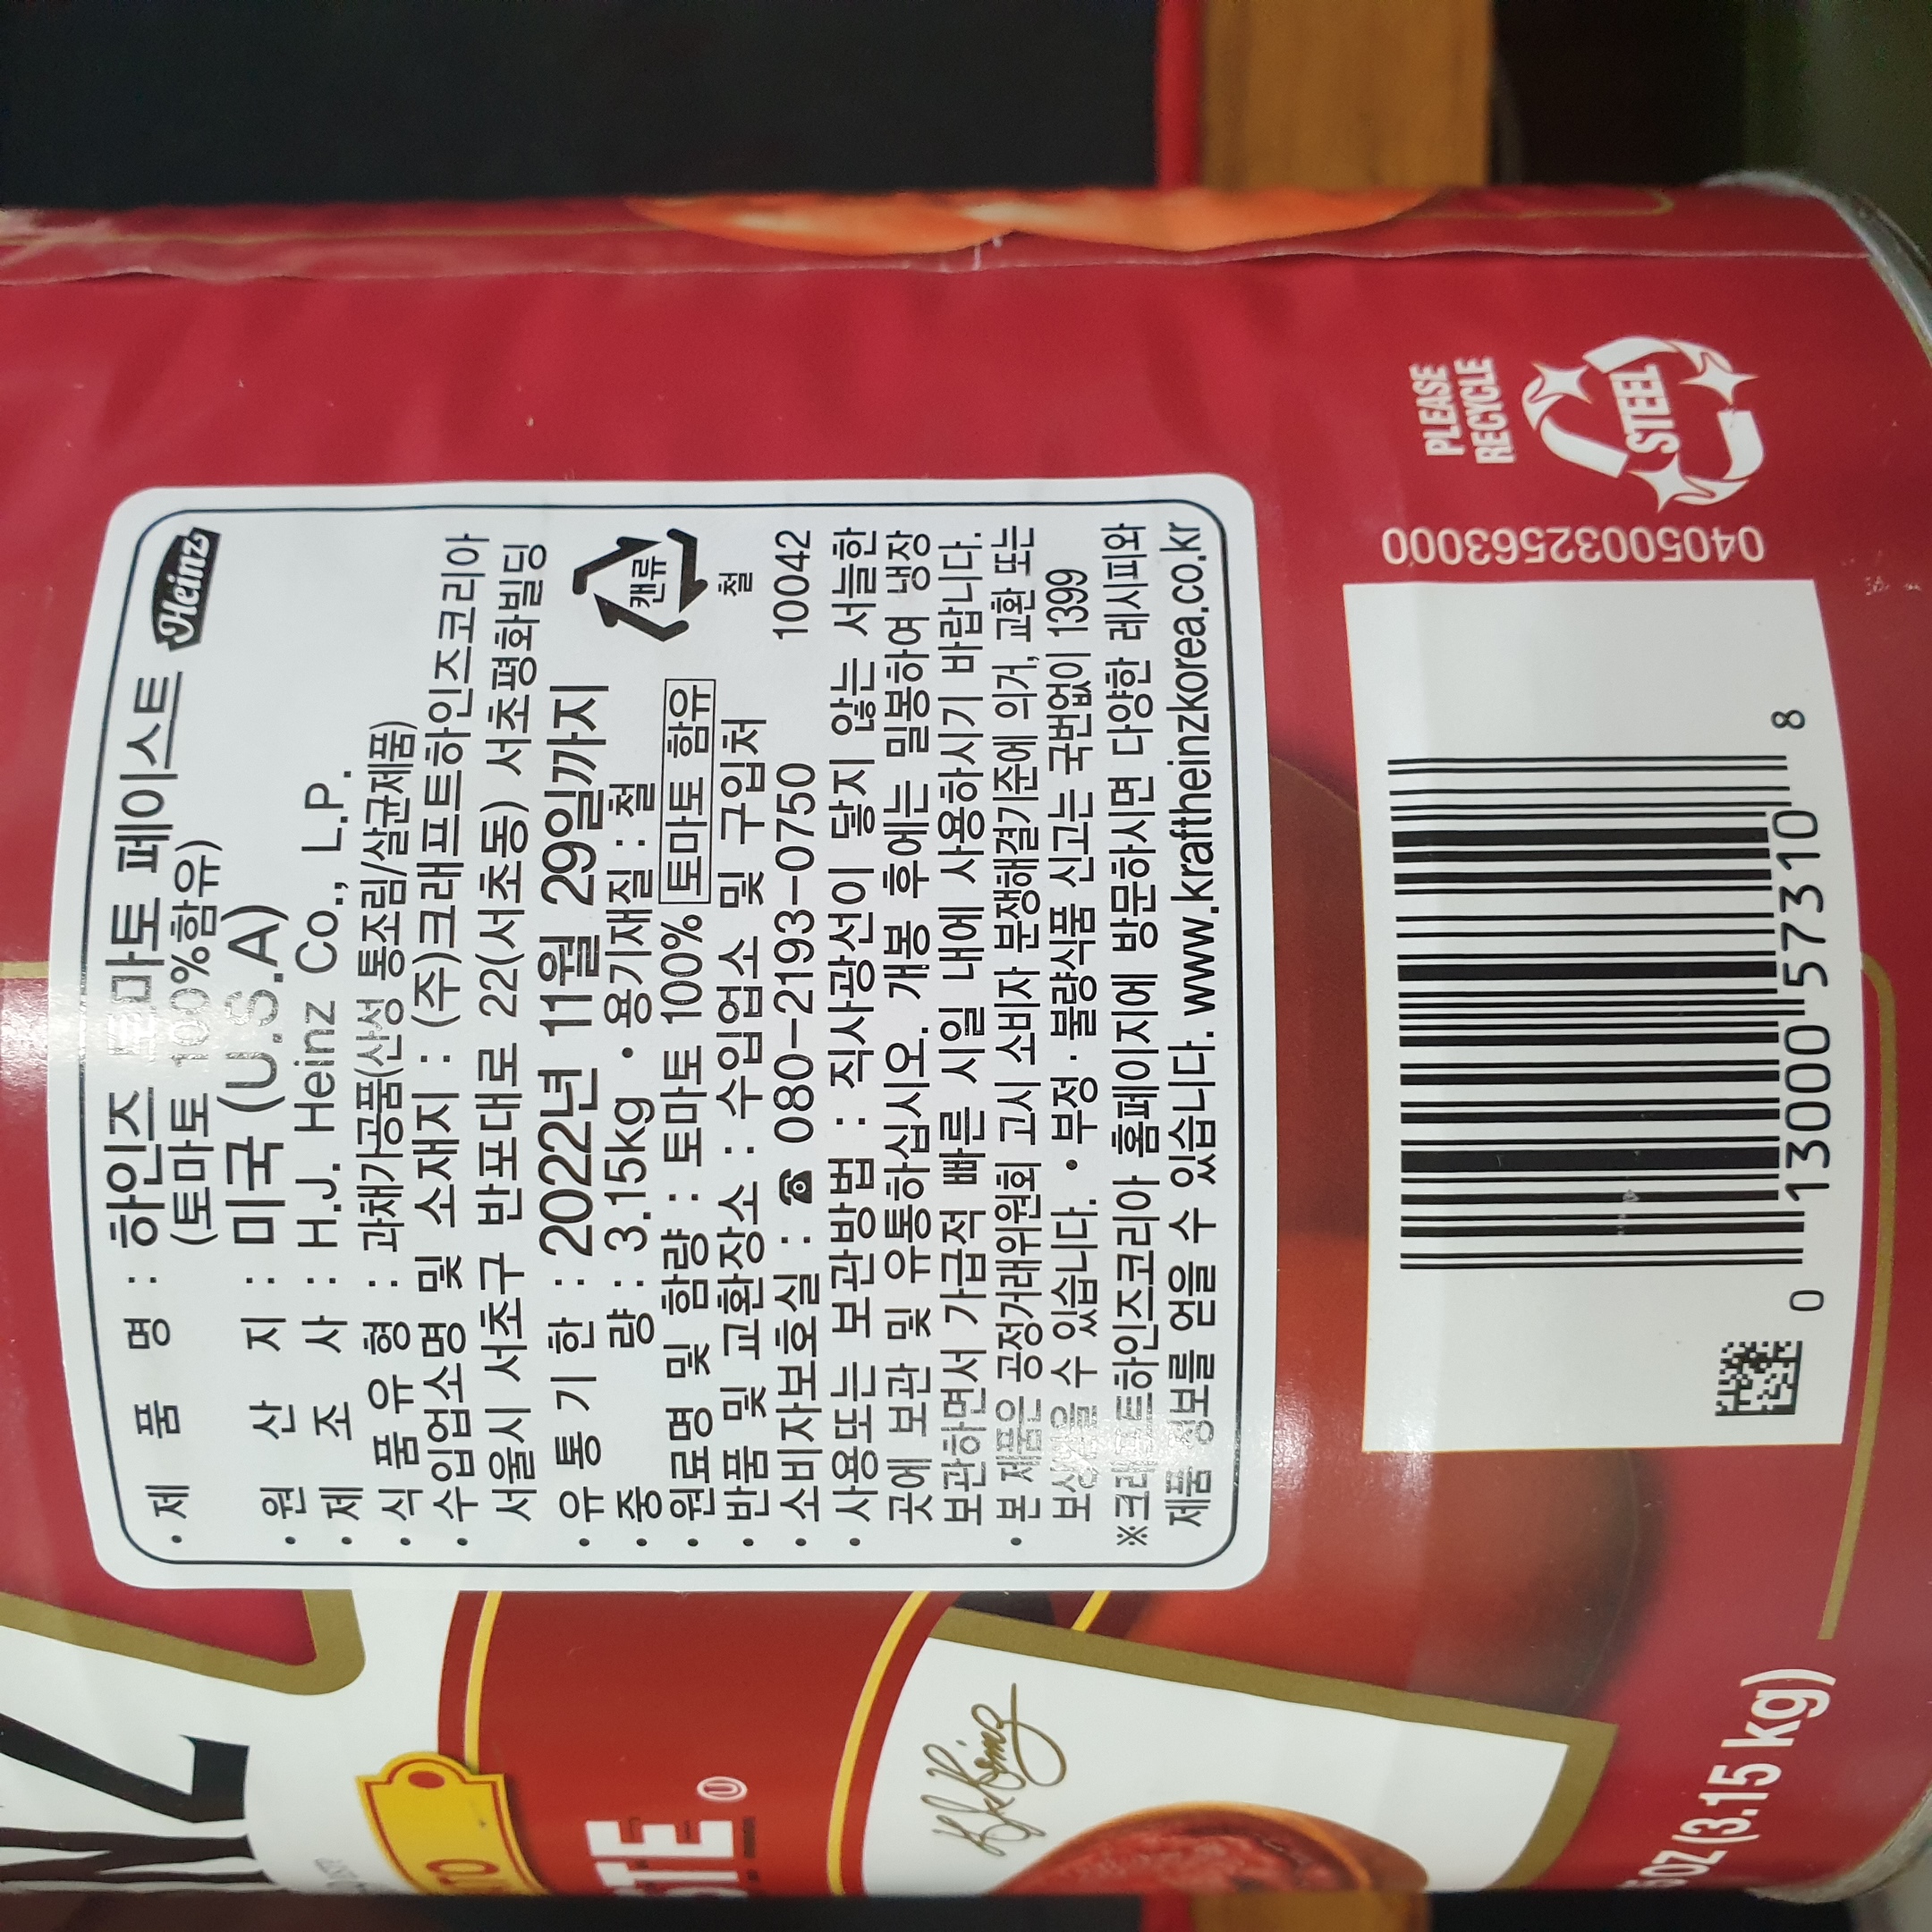 · 제 품 명 : 하인즈 토마토 페이스트 Heinz
(토마토 100%함유)
· 원 산 지 : 미국 (U.S.A)
· 제 조 사 : H.J. Heinz Co., L.P.
· 식 품 유 형 : 과채가공품(산성 통조림/살균제품)
· 수입업소명 및 소재지 : (주)크래프트하인즈코리아
서울시 서초구 반포대로 22(서초동) 서초평화빌딩
· 유 통 기 한 : 2022년 11월 29일까지
· 중 량 : 3.15kg · 용기재질 : 철
캔류
철
· 원료명 및 함량 : 토마토 100% 토마토 함유
· 반품 및 교환장소 : 수입업소 및 구입처
· 소비자보호실 : ☎ 080-2193-0750 10042
· 사용또는 보관방법 : 직사광선이 닿지 않는 서늘한
곳에 보관 및 유통하십시오. 개봉 후에는 밀봉하여 냉장
보관하면서 가급적 빠른 시일 내에 사용하시기 바랍니다.
· 본 제품은 공정거래위원회 고시 소비자 분쟁해결기준에 의거, 교환 또는
보상받을 수 있습니다. · 부정 · 불량식품 신고는 국번없이 1399
※크래프트하인즈코리아 홈페이지에 방문하시면 다양한 레시피와
제품 정보를 얻을 수 있습니다. www.kraftheinzkorea.co.kr
PLEASE
RECYCLE
STEEL
04050032563000
0 13000 57310 8
OZ (3.15 kg)